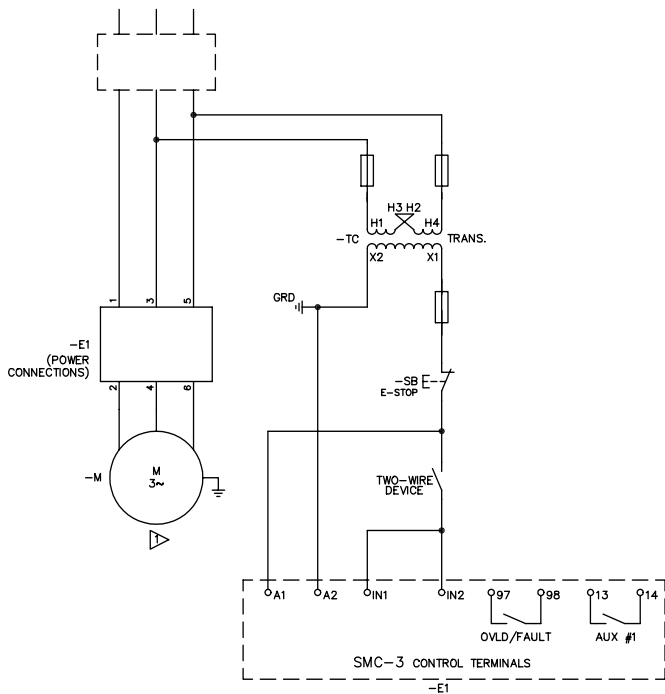 H3 H2
H1
H4
-TC
TRANS.
X2
X1
GRD
1
3
5
-E1
(POWER
CONNECTIONS)
2
4
6
-SB
E-STOP
-M
M
3~
1
TWO-WIRE
DEVICE
A1
A2
IN1
IN2
97
98
13
14
OVLD/FAULT
AUX #1
SMC-3 CONTROL TERMINALS
-E1